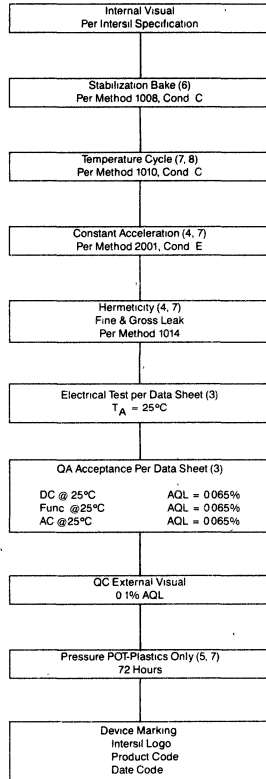 Internal Visual
Per Intersil Specification
Stabilization Bake (6)
Per Method 1008, Cond C
Temperature Cycle (7, 8)
Per Method 1010, Cond C
Constant Acceleration (4, 7)
Per Method 2001, Cond E
Hermeticity (4, 7)
Fine & Gross Leak
Per Method 1014
Electrical Test per Data Sheet (3)
TA = 25°C
QA Acceptance Per Data Sheet (3)
DC @ 25°C AQL = 0 065%
Func @25°C AQL = 0 065%
AC @25°C AQL = 0 065%
QC External Visual
0 1% AQL
Pressure POT-Plastics Only (5, 7)
72 Hours
Device Marking
Intersil Logo
Product Code
Date Code